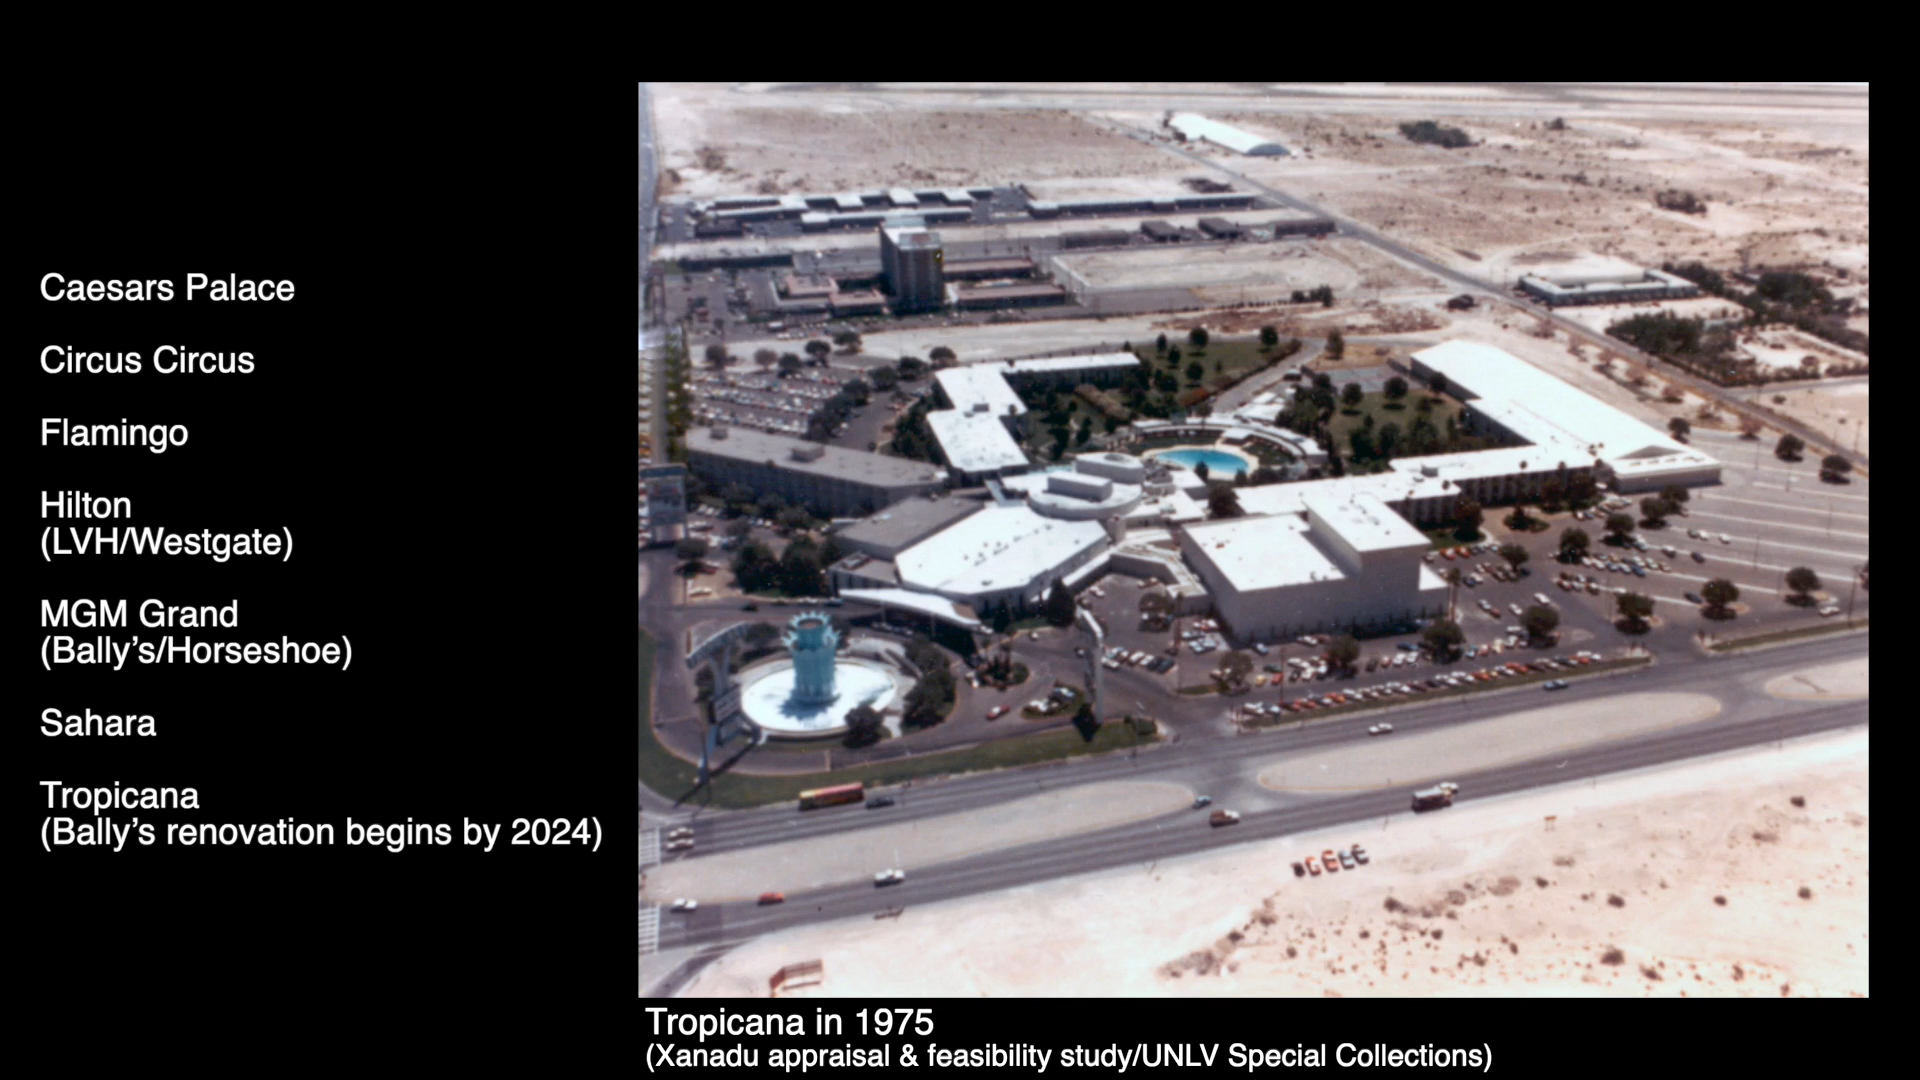 Caesars Palace
Circus Circus
Flamingo
Hilton
(LVH/Westgate)
MGM Grand
(Bally’s/Horseshoe)
Sahara
Tropicana
(Bally’s renovation begins by 2024)
Tropicana in 1975
(Xanadu appraisal & feasibility study/UNLV Special Collections)